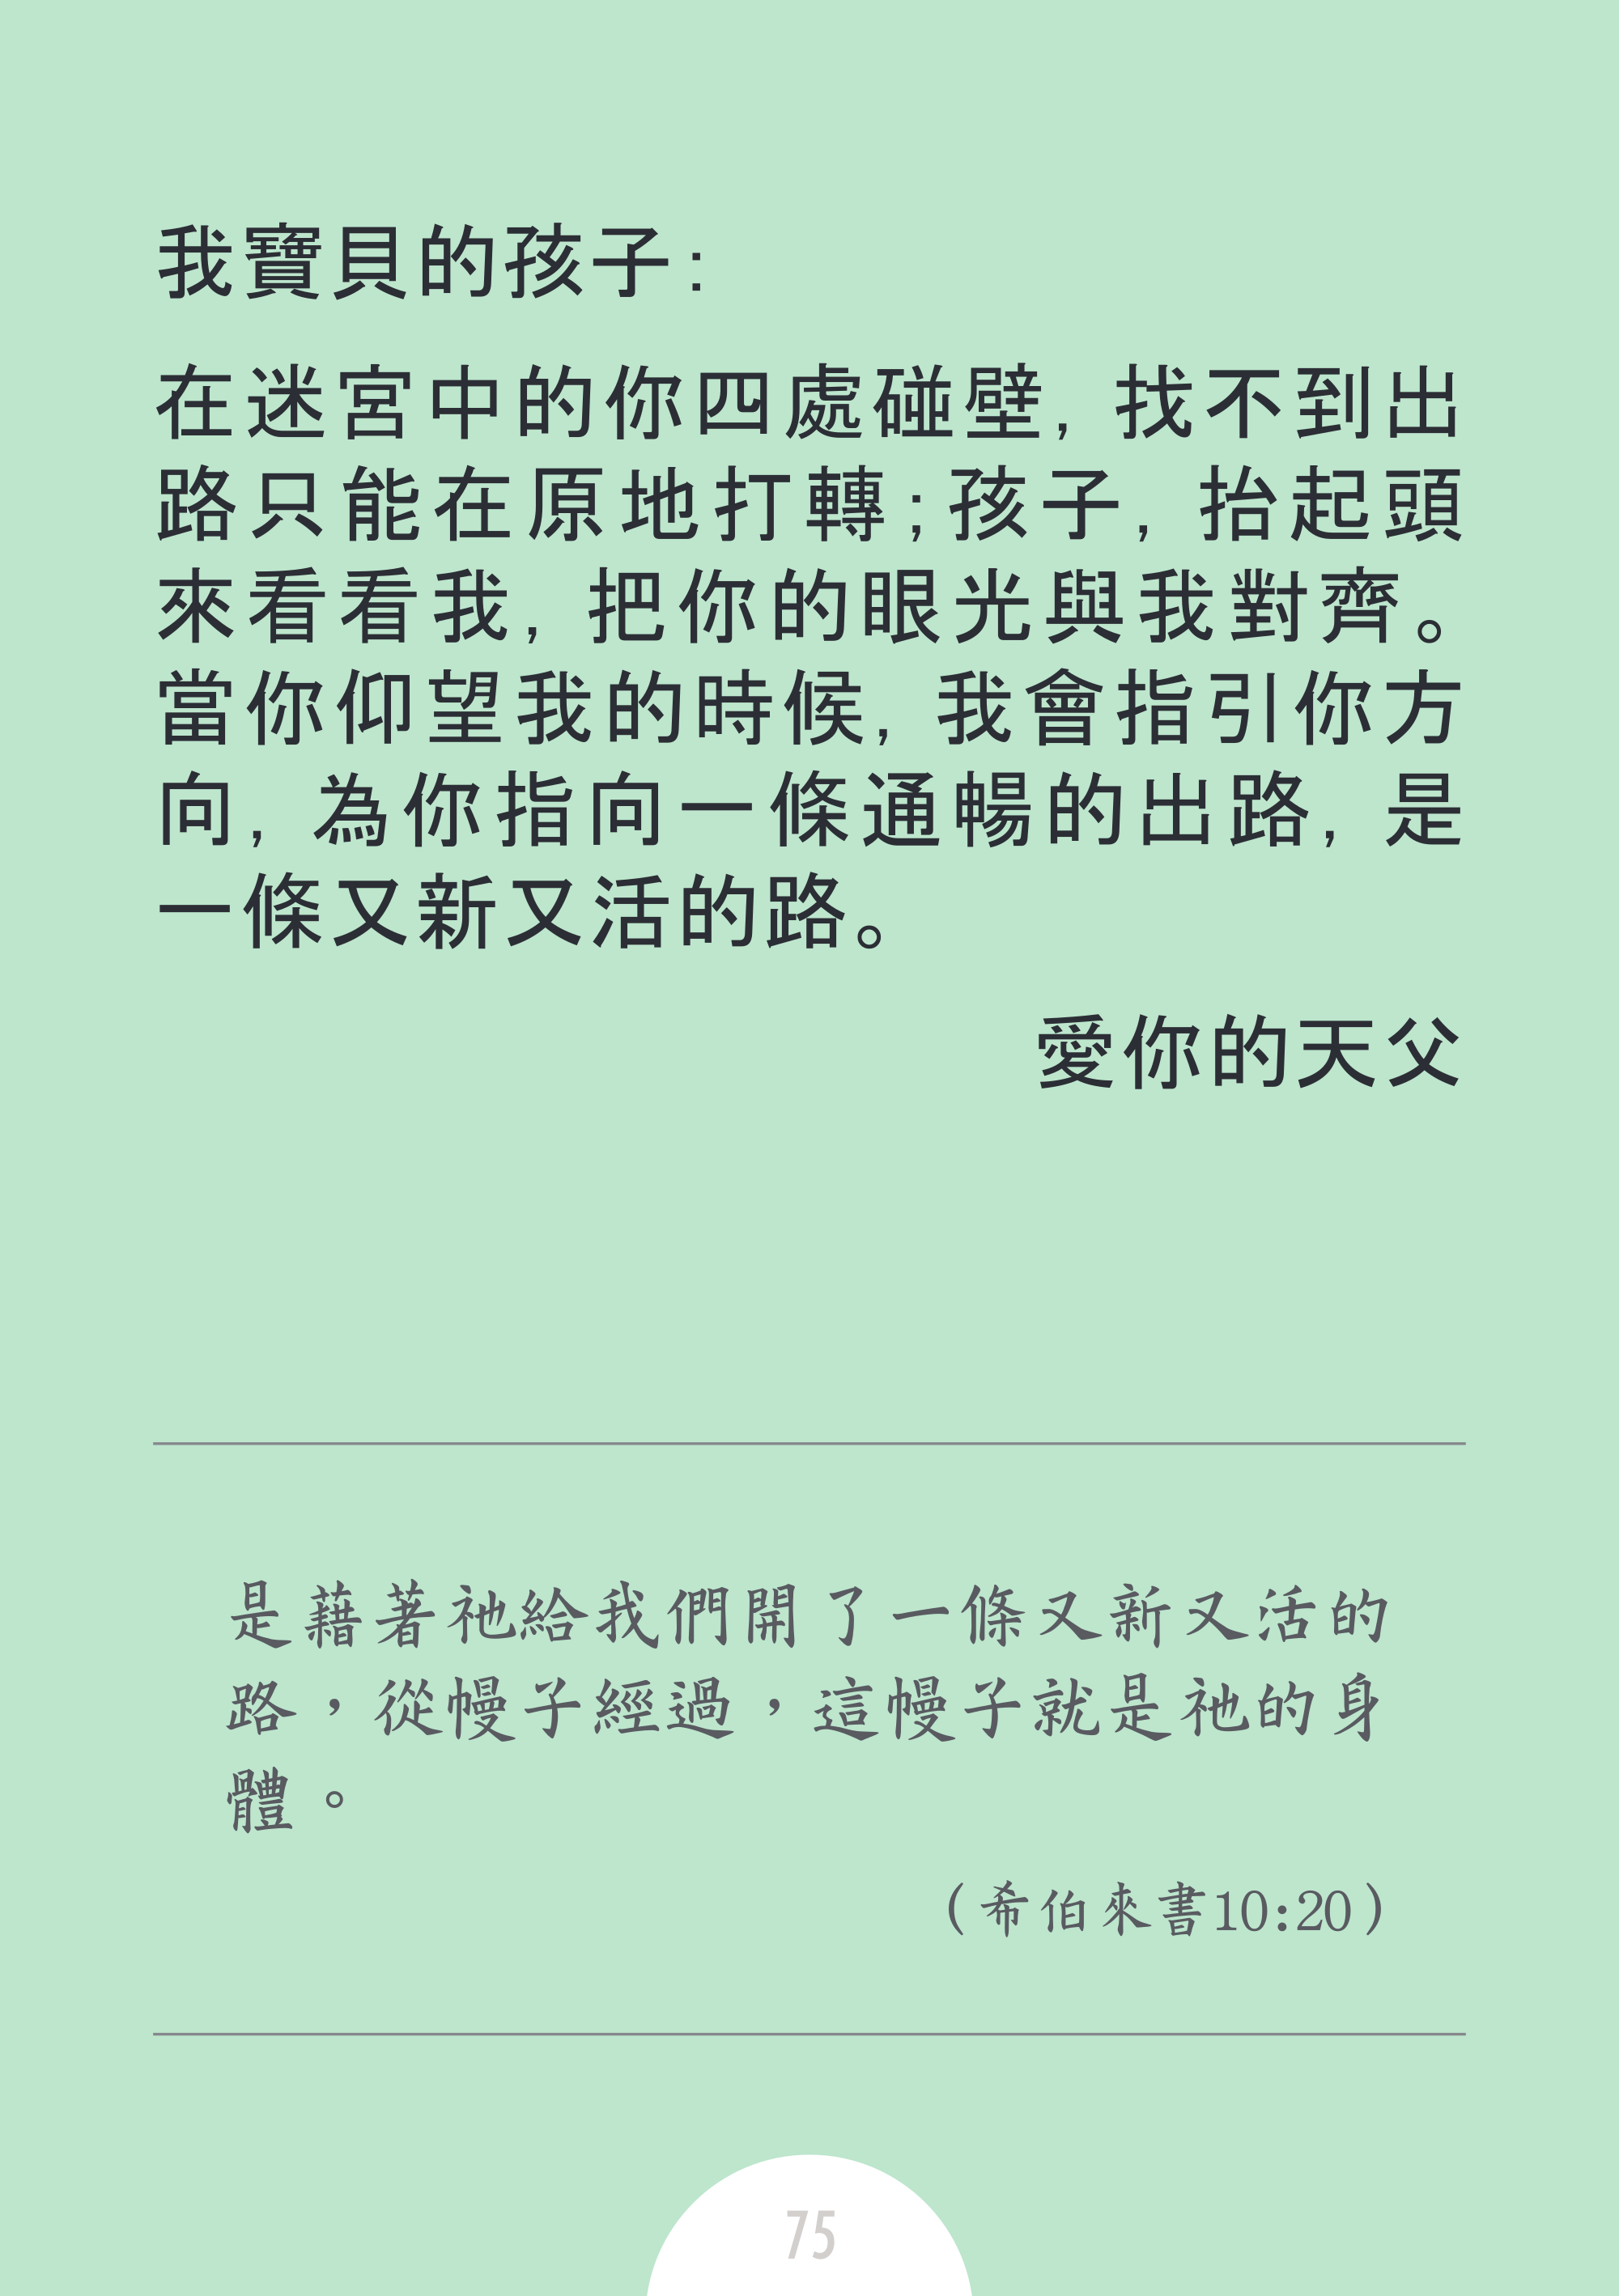 我寶貝的孩子：
在迷宮中的你四處碰壁，找不到出
路只能在原地打轉；孩子，抬起頭
來看看我，把你的眼光與我對齊。
當你仰望我的時候，我會指引你方
向，為你指向一條通暢的出路，是
一條又新又活的路。
愛你的天父
是藉著祂給我們開了一條又新又活的
路，從幔子經過，這幔子就是祂的身
體。
（希伯來書10:20）
75